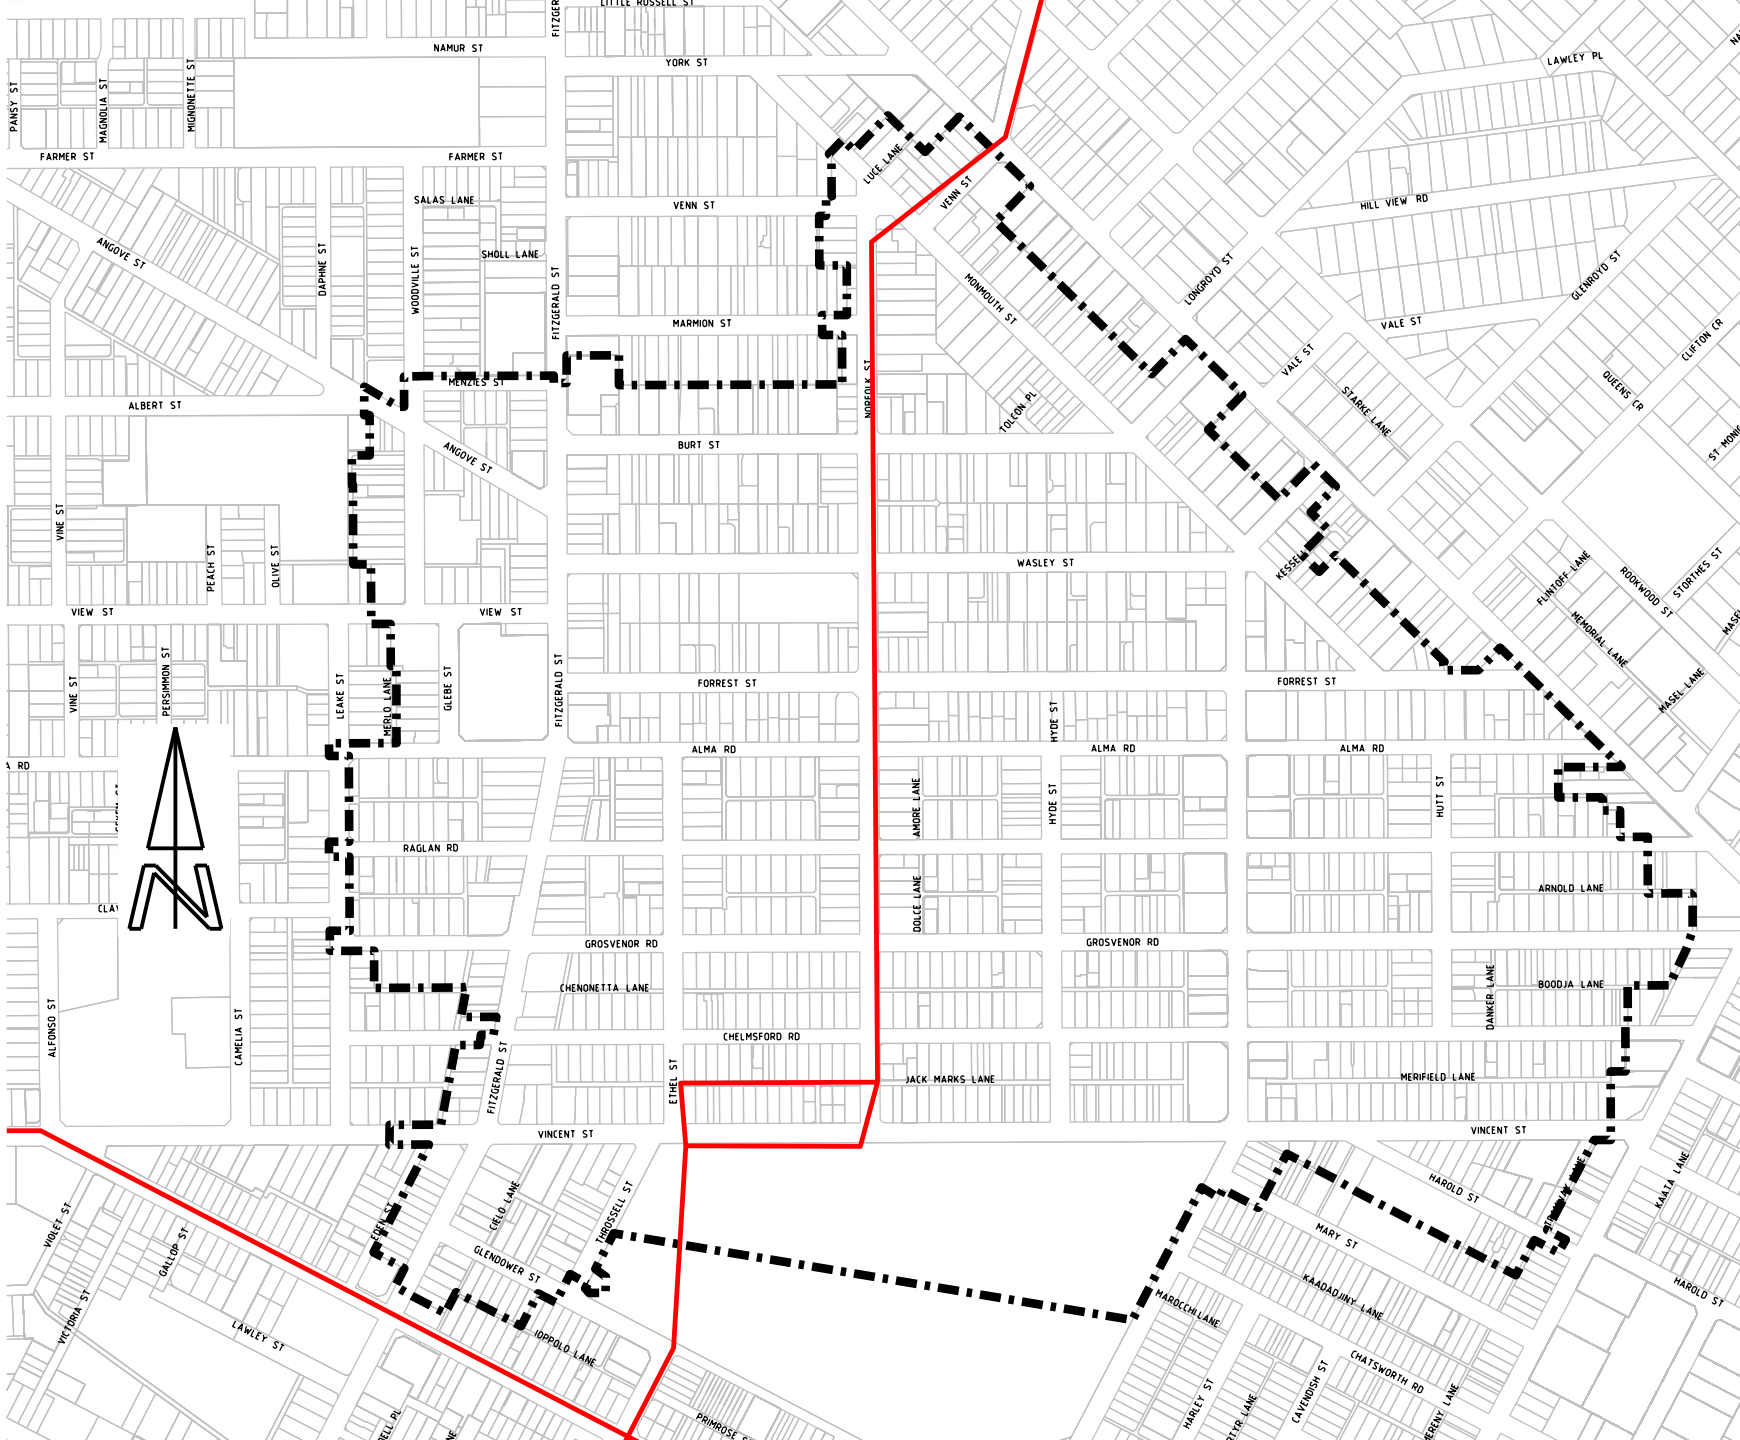 LITTLE RUSSELL ST
NAMUR ST
YORK ST
LAWLEY PL
PANSY ST
MAGNOLIA ST
MIGNONETTE ST
FARMER ST
FARMER ST
LUCE LANE
SALAS LANE
VENN ST
VENN ST
HILL VIEW RD
ANGOVE ST
DAPHNE ST
WOODVILLE ST
SHOLL LANE
FITZGERALD ST
MONMOUTH ST
LONGROYD ST
GLENROYD ST
MARMION ST
VALE ST
CLIFTON CR
VALE ST
MENZIES ST
NORFOLK ST
QUEENS CR
ALBERT ST
TOLCON PL
STARKE LANE
BURT ST
ANGOVE ST
VINE ST
PEACH ST
OLIVE ST
WASLEY ST
FLINTOFF LANE
ROOKWOOD ST
STORTHES ST
VIEW ST
VIEW ST
MEMORIAL LANE
PERSIMMON ST
VINE ST
LEAKE ST
MERLO LANE
GLEBE ST
FITZGERALD ST
FORREST ST
FORREST ST
MASEL LANE
HYDE ST
ALMA RD
ALMA RD
ALMA RD
A RD
AMORE LANE
HYDE ST
HUTT ST
RAGLAN RD
DOLCE LANE
ARNOLD LANE
GROSVENOR RD
GROSVENOR RD
CHENONETTA LANE
DANKER LANE
BOODJA LANE
ALFONSO ST
CAMELIA ST
CHELMSFORD RD
FITZGERALD ST
ETHEL ST
JACK MARKS LANE
MERIFIELD LANE
VINCENT ST
VINCENT ST
VIOLET ST
GALLOP ST
EDEN ST
CIELO LANE
THROSSELL ST
HAROLD ST
KAATA LANE
MARY ST
GLENDOWER ST
KAADADJINY LANE
HAROLD ST
VICTORIA ST
LAWLEY ST
IOPPOLO LANE
MAROCCHI LANE
CHATSWORTH RD
HARLEY ST
CAVENDISH ST